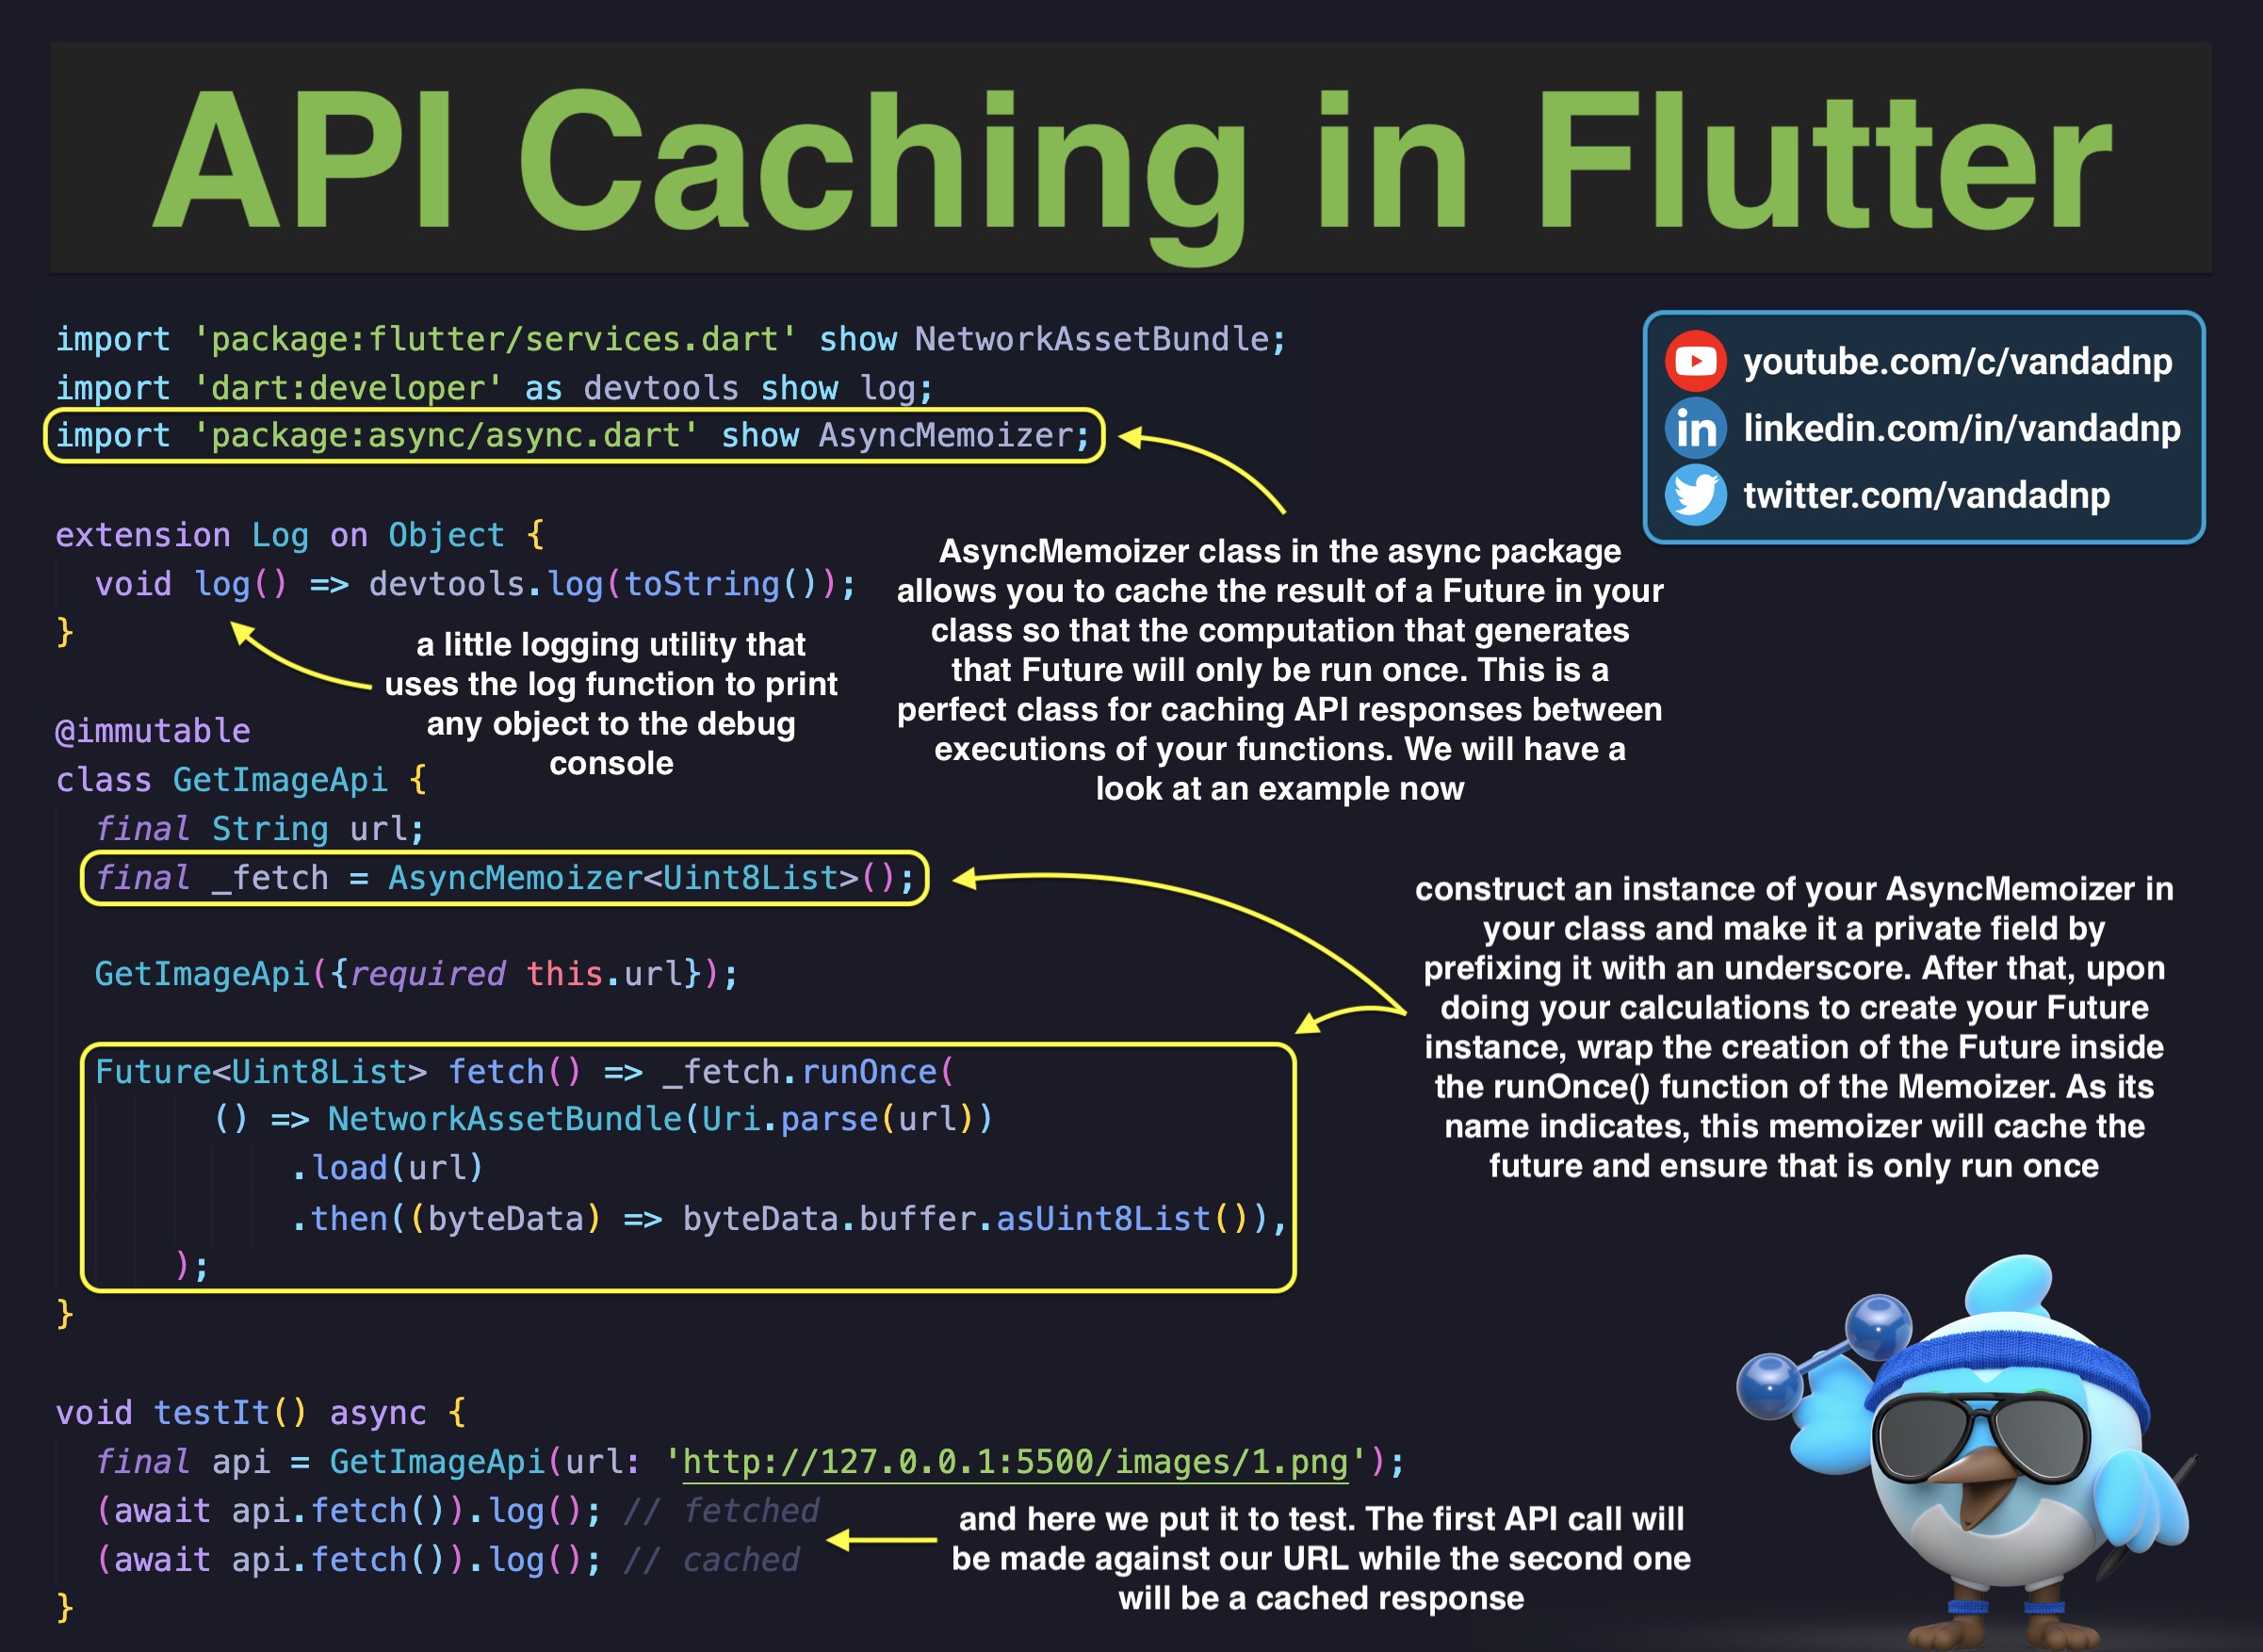 API Caching in Flutter
import 'package:flutter/services.dart' show NetworkAssetBundle;
import 'dart:developer' as devtools show log;
import 'package:async/async.dart' show AsyncMemoizer;
youtube.com/c/vandadnp
linkedin.com/in/vandadnp
twitter.com/vandadnp
extension Log on Object {
  void log() => devtools.log(toString());
}
a little logging utility that
uses the log function to print
any object to the debug
console
AsyncMemoizer class in the async package
allows you to cache the result of a Future in your
class so that the computation that generates
that Future will only be run once. This is a
perfect class for caching API responses between
executions of your functions. We will have a
look at an example now
@immutable
class GetImageApi {
  final String url;
  final _fetch = AsyncMemoizer<Uint8List>();
  GetImageApi({required this.url});
  Future<Uint8List> fetch() => _fetch.runOnce(
        () => NetworkAssetBundle(Uri.parse(url))
            .load(url)
            .then((byteData) => byteData.buffer.asUint8List()),
      );
}
construct an instance of your AsyncMemoizer in
your class and make it a private field by
prefixing it with an underscore. After that, upon
doing your calculations to create your Future
instance, wrap the creation of the Future inside
the runOnce() function of the Memoizer. As its
name indicates, this memoizer will cache the
future and ensure that is only run once
void testIt() async {
  final api = GetImageApi(url: 'http://127.0.0.1:5500/images/1.png');
  (await api.fetch()).log(); // fetched
  (await api.fetch()).log(); // cached
}
and here we put it to test. The first API call will
be made against our URL while the second one
will be a cached response